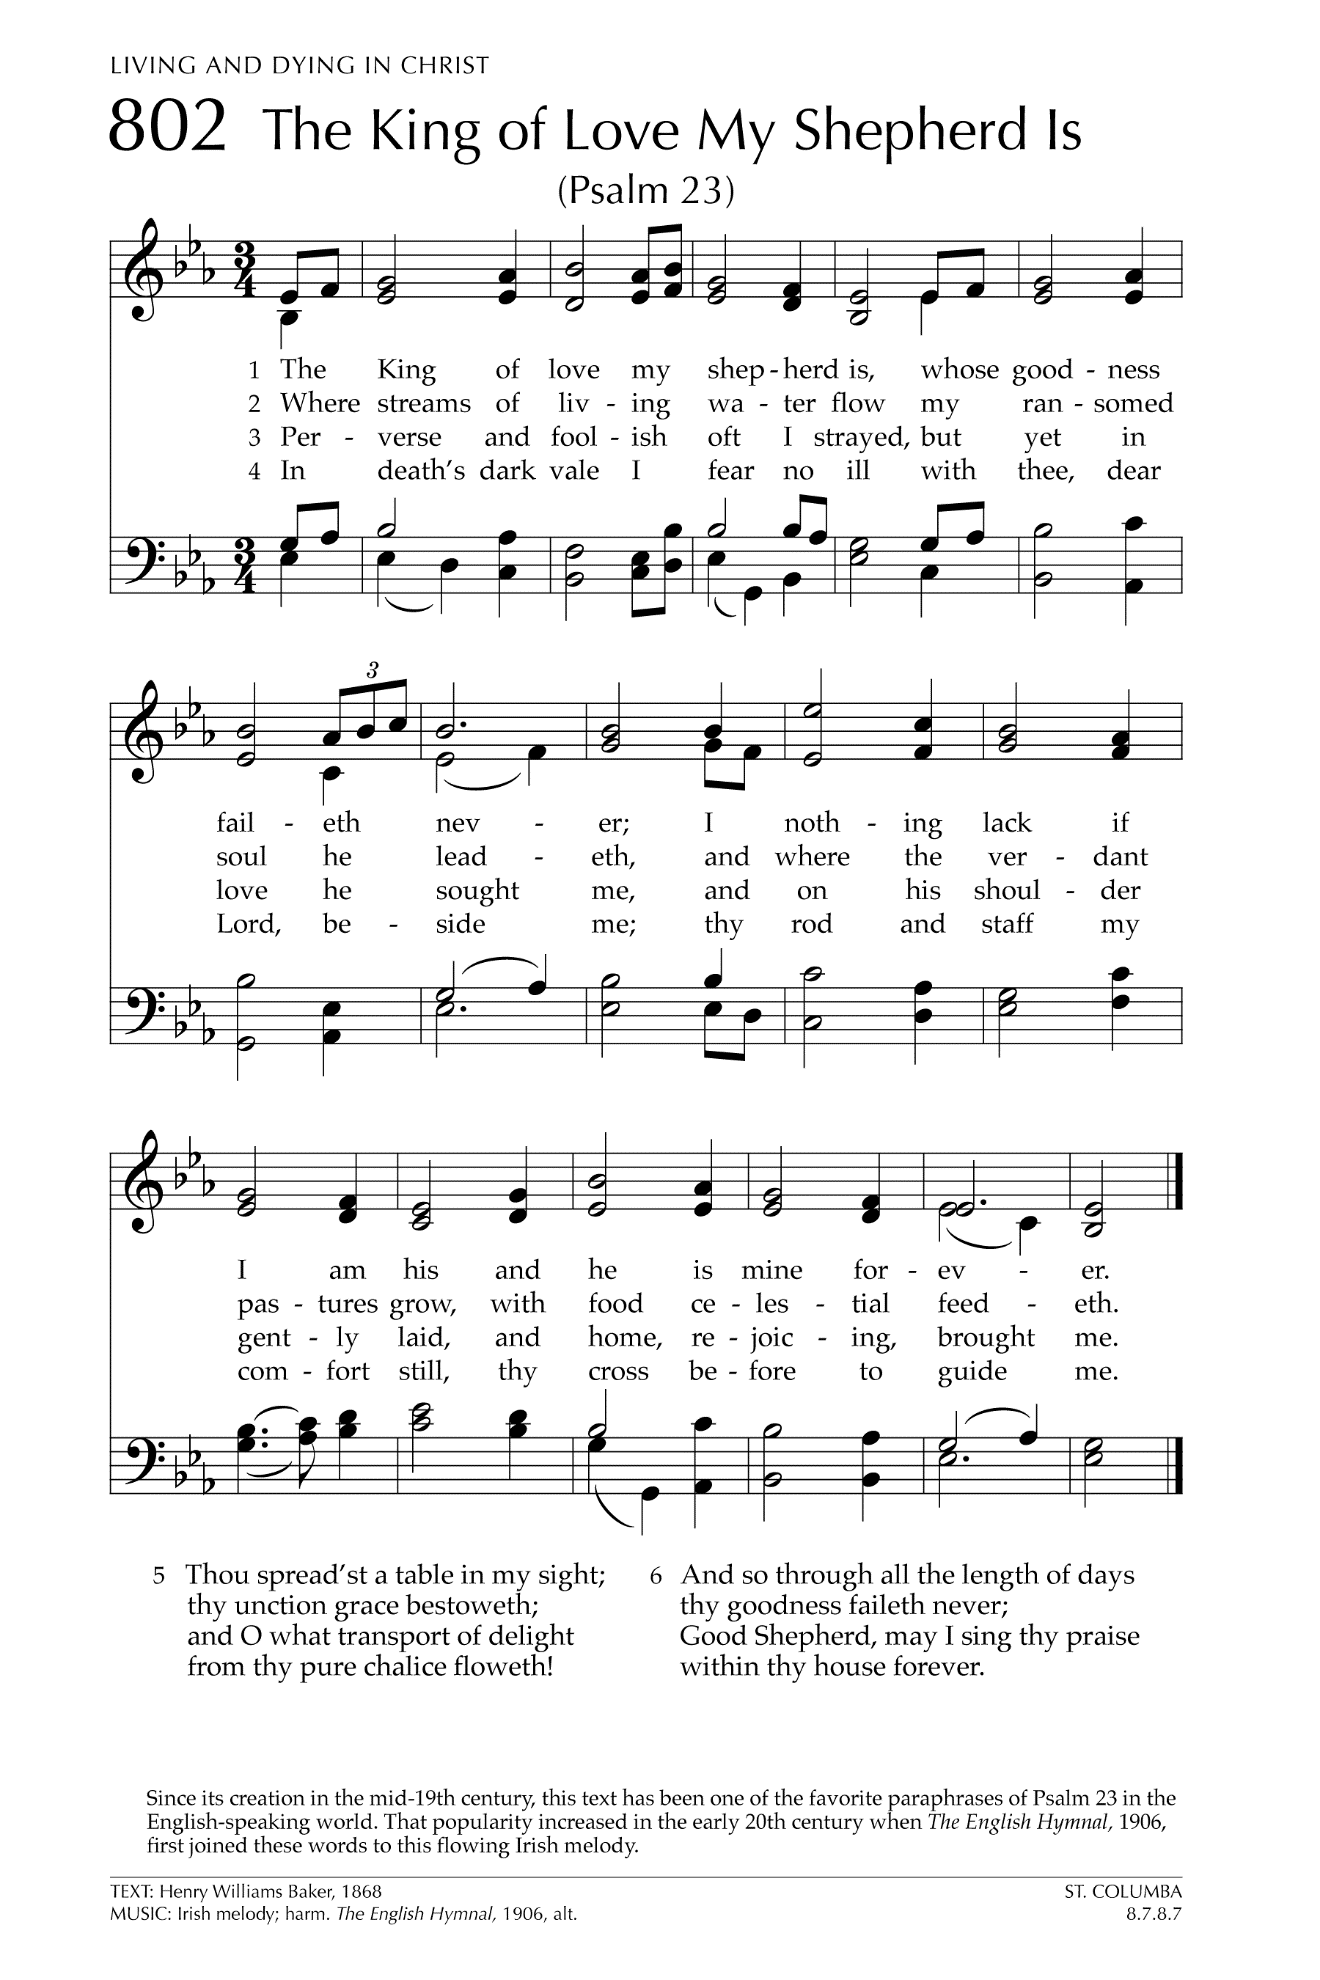 LIVING AND DYING IN CHRIST
802 The King of Love My Shepherd Is
(Psalm 23)
3
4
1 The King of love my shep - herd is, whose good - ness
2 Where streams of liv - ing wa - ter flow my ran - somed
3 Per - verse and fool - ish oft I strayed, but yet in
4 In death's dark vale I fear no ill with thee, dear
3
4
3
fail - eth nev - er; I noth - ing lack if
soul he lead - eth, and where the ver - dant
love he sought me, and on his shoul - der
Lord, be - side me; thy rod and staff my
I am his and he is mine for - ev - er.
pas - tures grow, with food ce - les - tial feed - eth.
gent - ly laid, and home, re - joic - ing, brought me.
com - fort still, thy cross be - fore to guide me.
5 Thou spread'st a table in my sight;
thy unction grace bestoweth;
and O what transport of delight
from thy pure chalice floweth!
6 And so through all the length of days
thy goodness faileth never;
Good Shepherd, may I sing thy praise
within thy house forever.
Since its creation in the mid-19th century, this text has been one of the favorite paraphrases of Psalm 23 in the
English-speaking world. That popularity increased in the early 20th century when The English Hymnal, 1906,
first joined these words to this flowing Irish melody.
TEXT: Henry Williams Baker, 1868
MUSIC: Irish melody; harm. The English Hymnal, 1906, alt.
ST. COLUMBA
8.7.8.7